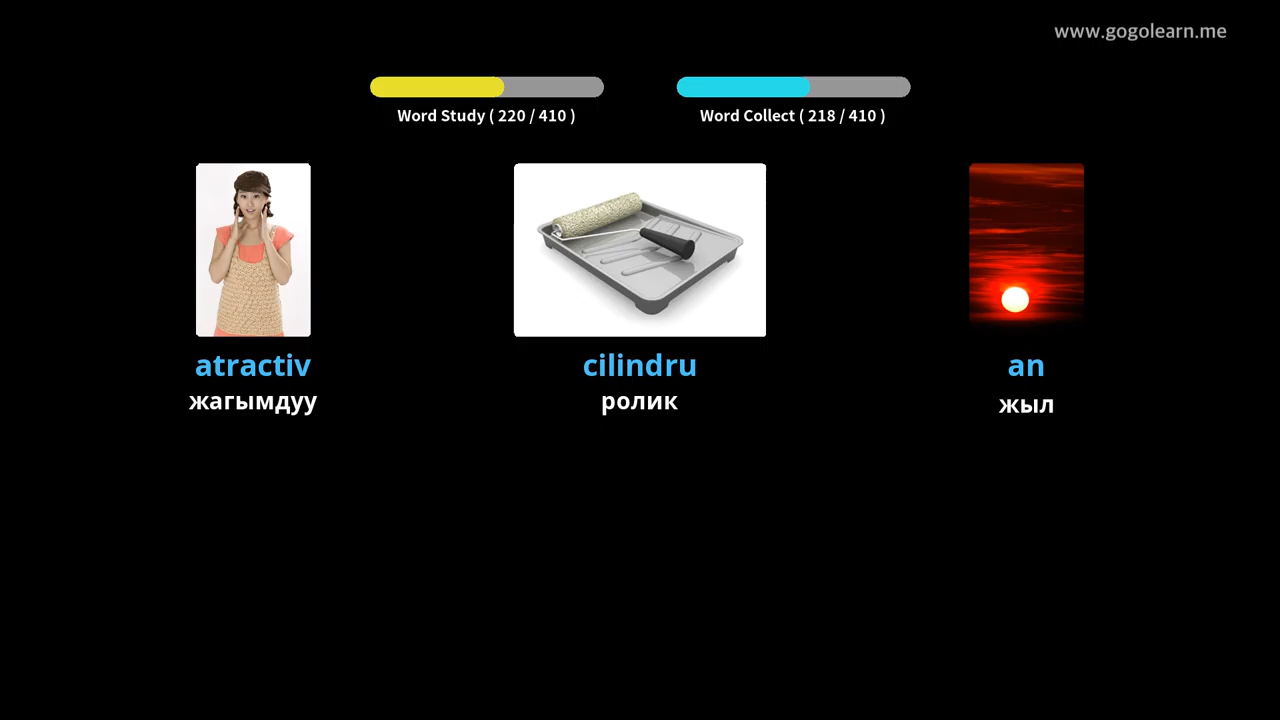 www.gogolearn.me
Word Study ( 220 / 410 )
Word Collect ( 218 / 410 )
atractiv
жагымдуу
cilindru
ролик
an
жыл